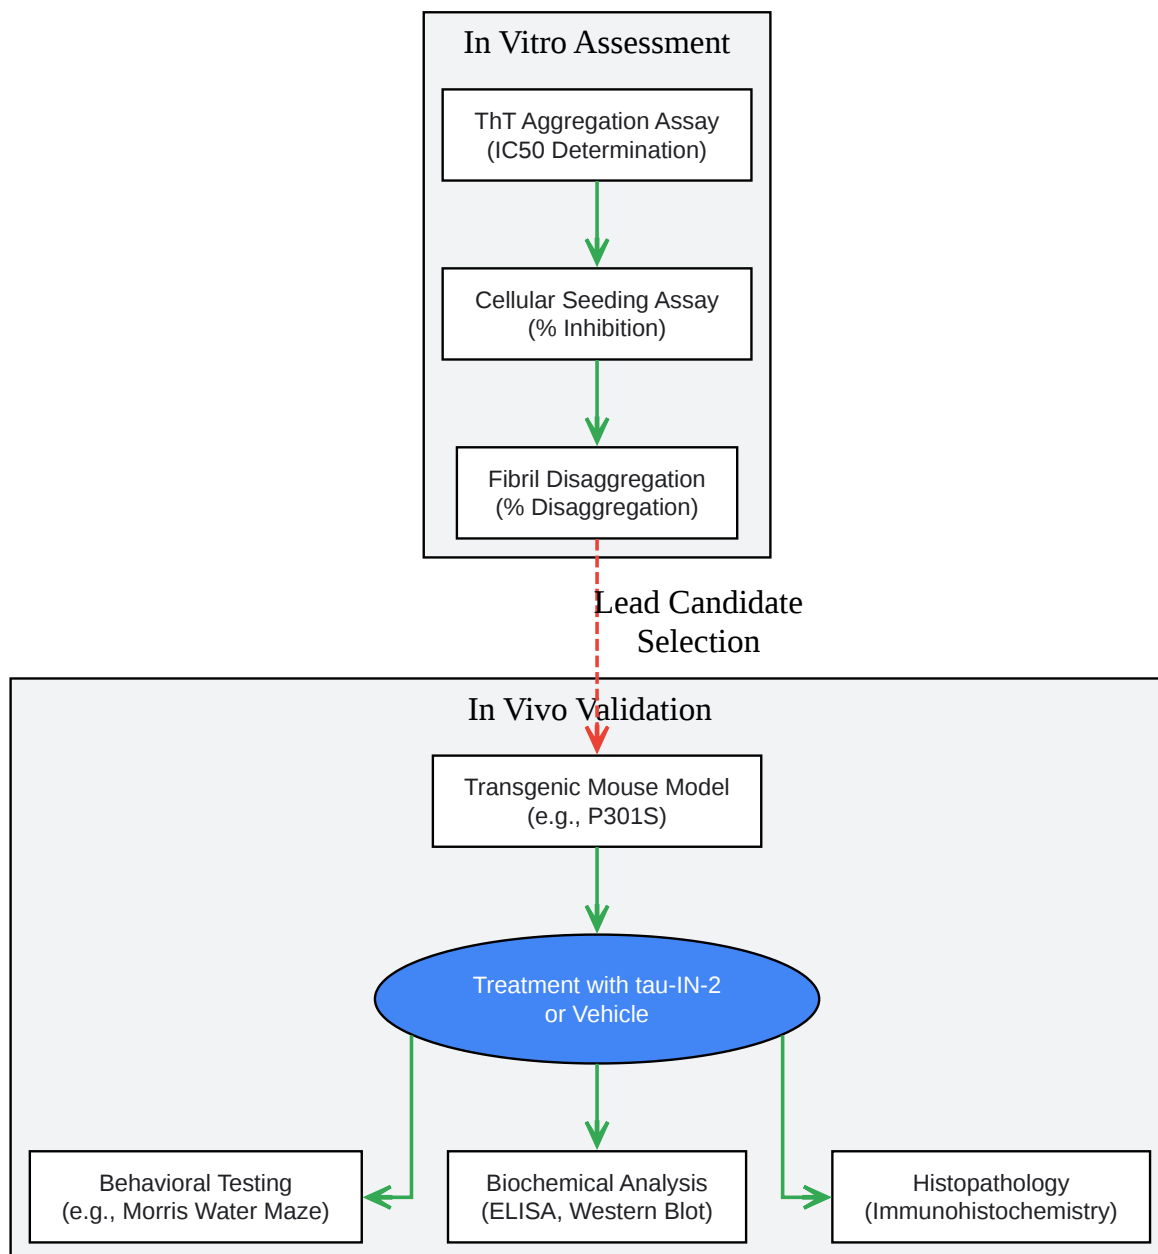 In Vitro Assessment
ThT Aggregation Assay
(IC50 Determination)
Cellular Seeding Assay
(% Inhibition)
Fibril Disaggregation
(% Disaggregation)
Lead Candidate
Selection
In Vivo Validation
Transgenic Mouse Model
(e.g., P301S)
Treatment with tau-IN-2
or Vehicle
Behavioral Testing
(e.g., Morris Water Maze)
Biochemical Analysis
(ELISA, Western Blot)
Histopathology
(Immunohistochemistry)